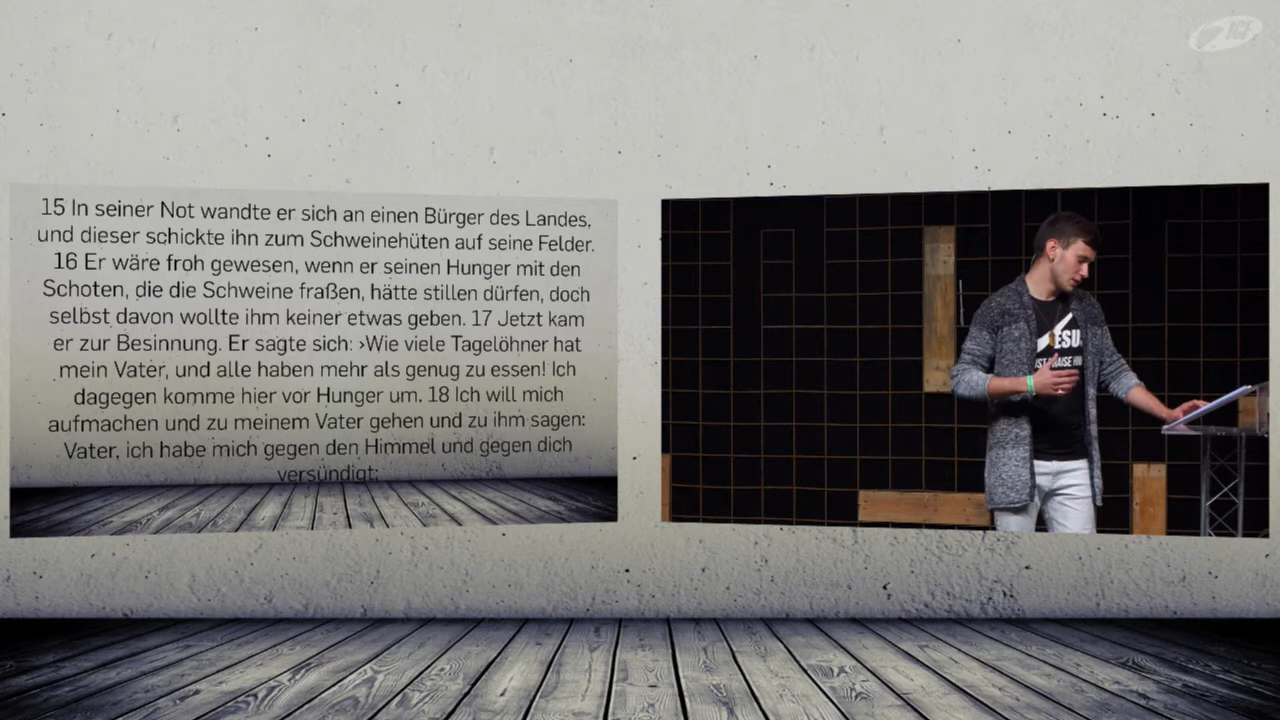 ICF
15 In seiner Not wandte er sich an einen Bürger des Landes,
und dieser schickte ihn zum Schweinehüten auf seine Felder.
16 Er wäre froh gewesen, wenn er seinen Hunger mit den
Schoten, die die Schweine fraßen, hätte stillen dürfen, doch
selbst davon wollte ihm keiner etwas geben. 17 Jetzt kam
er zur Besinnung. Er sagte sich: ›Wie viele Tagelöhner hat
mein Vater, und alle haben mehr als genug zu essen! Ich
dagegen komme hier vor Hunger um. 18 Ich will mich
aufmachen und zu meinem Vater gehen und zu ihm sagen:
Vater, ich habe mich gegen den Himmel und gegen dich
versündigt;
ESU